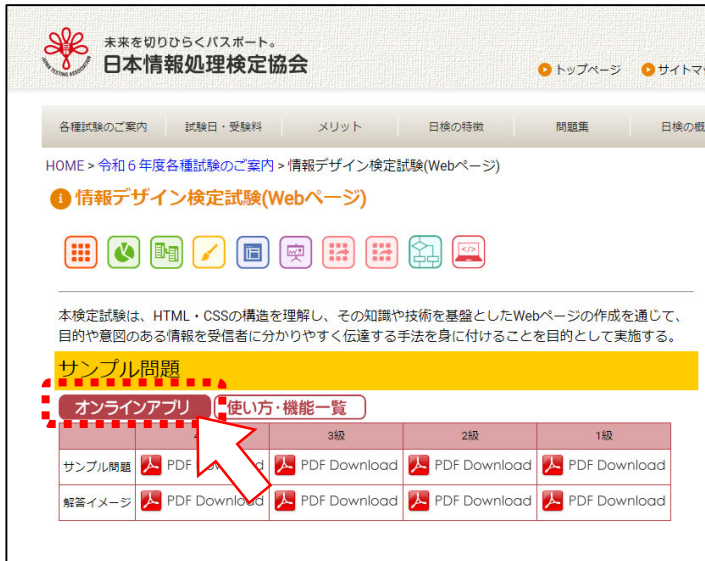 未来を切りひらくパスポート。
日本情報処理検定協会
トップページ サイトマ
各種試験のご案内 試験日・受験料 メリット 日検の特徴 問題集 日検の概
HOME > 令和6年度各種試験のご案内 > 情報デザイン検定試験(Webページ)
情報デザイン検定試験(Webページ)
本検定試験は、HTML・CSSの構造を理解し、その知識や技術を基盤としたWebページの作成を通じて、
目的や意図のある情報を受信者に分かりやすく伝達する手法を身に付けることを目的として実施する。
サンプル問題
オンラインアプリ 使い方・機能一覧
3級 2級 1級
サンプル問題 PDF Download PDF Download PDF Download
解答イメージ PDF Download PDF Download PDF Download PDF Download